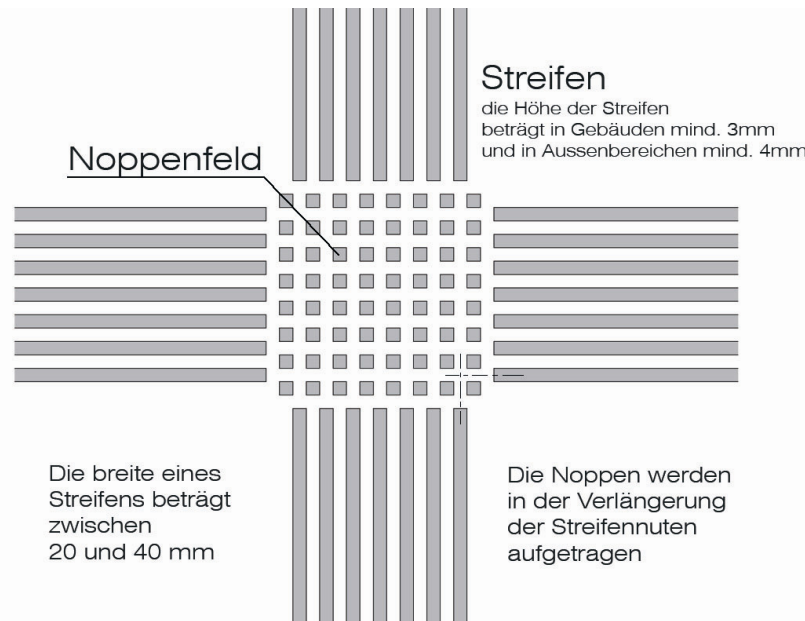 Streifen
die Höhe der Streifen
beträgt in Gebäuden mind. 3mm
und in Aussenbereichen mind. 4mm
Noppenfeld
Die breite eines
Streifens beträgt
zwischen
20 und 40 mm
Die Noppen werden
in der Verlängerung
der Streifennuten
aufgetragen